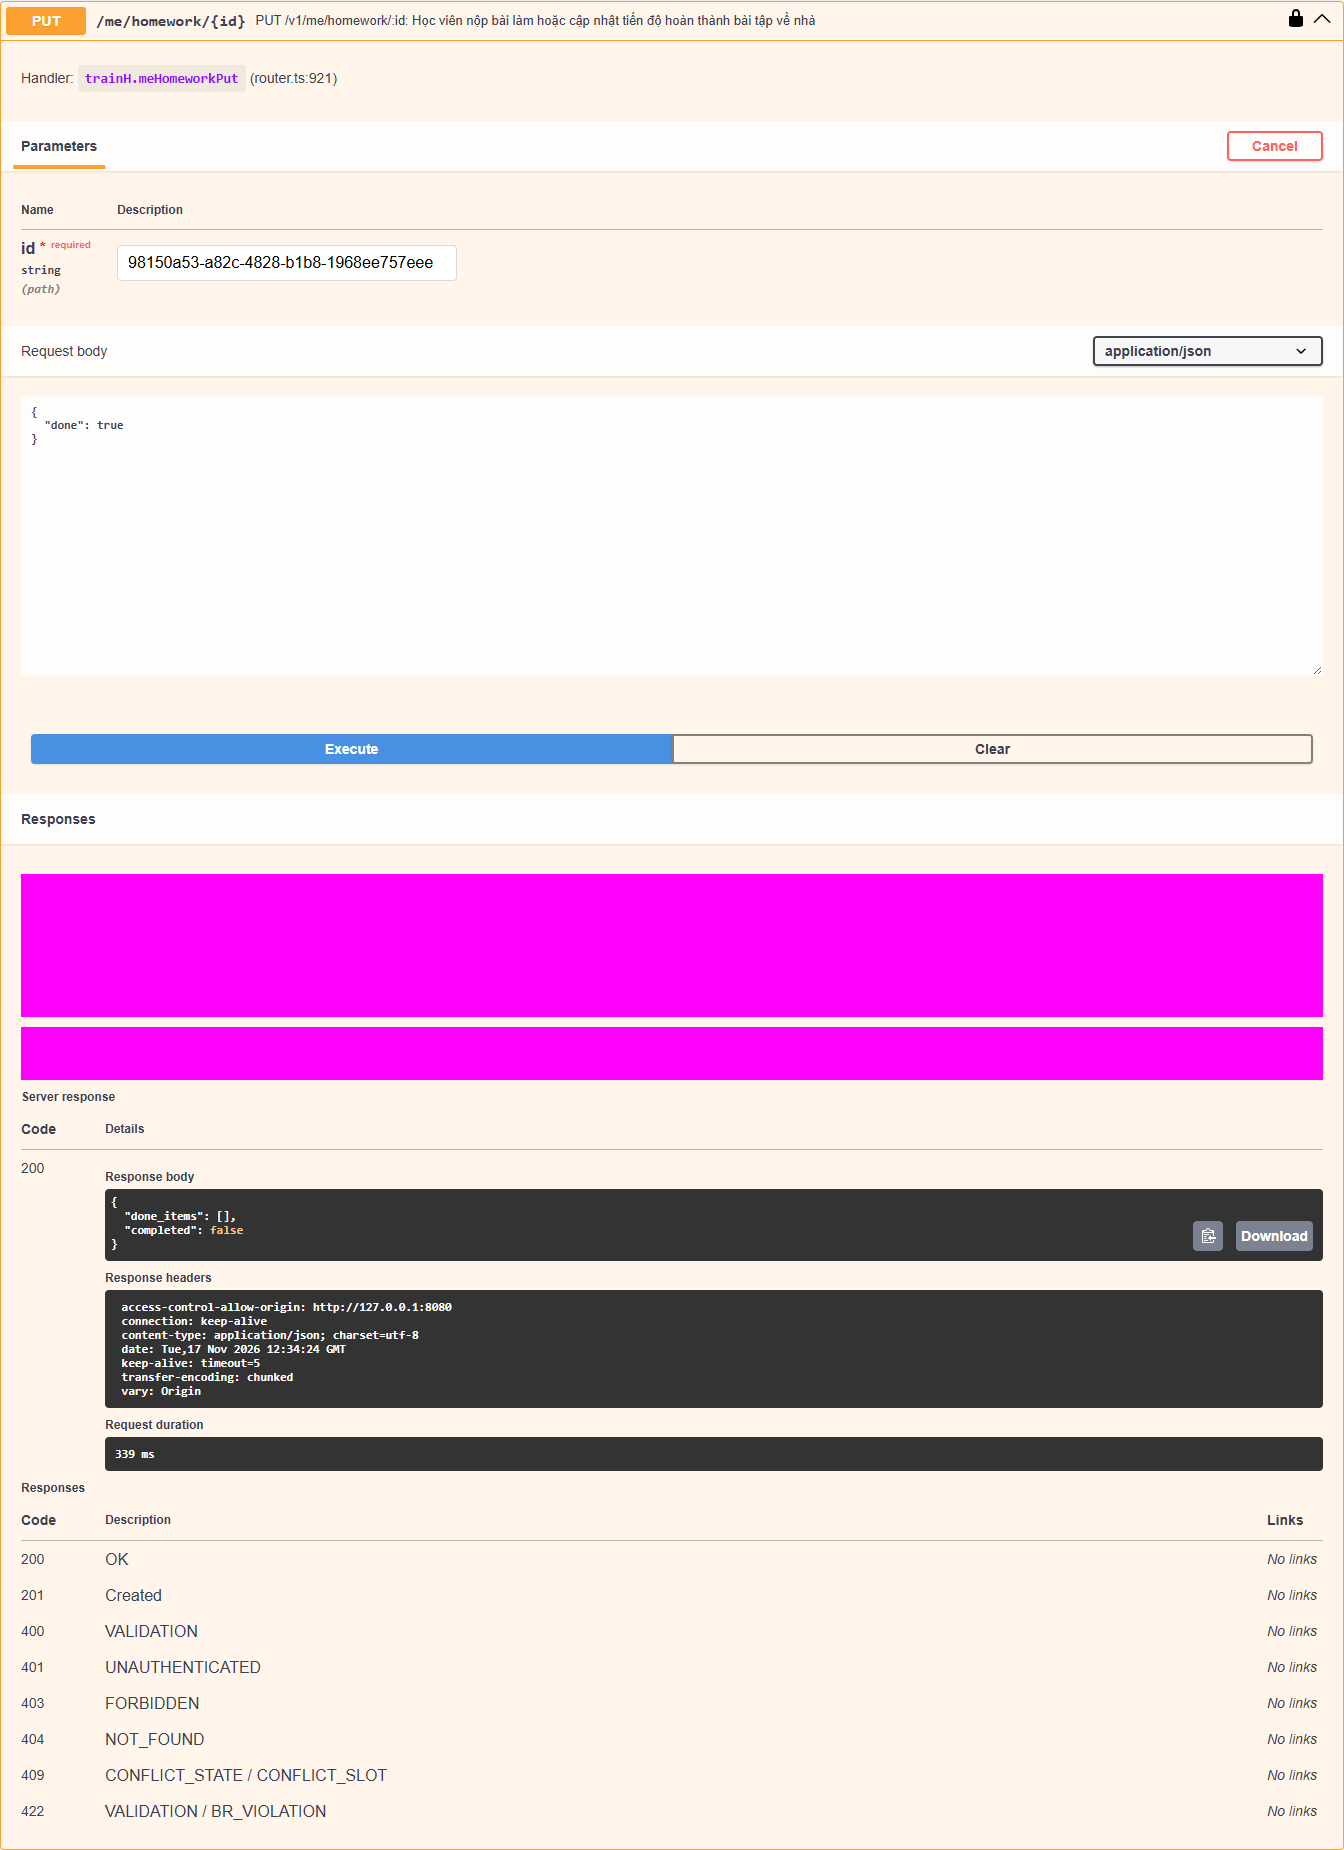 PUT /me/homework/{id} PUT /v1/me/homework/:id: Học viên nộp bài làm hoặc cập nhật tiến độ hoàn thành bài tập về nhà
Handler: trainH.meHomeworkPut (router.ts:921)
Parameters
Cancel
Name Description
id * required
string
(path)
98150a53-a82c-4828-b1b8-1968ee757eee
Request body
application/json
{
  "done": true
}
Execute
Clear
Responses
Server response
Code Details
200
Response body
{
  "done_items": [],
  "completed": false
}
Download
Response headers
access-control-allow-origin: http://127.0.0.1:8080
connection: keep-alive
content-type: application/json; charset=utf-8
date: Tue,17 Nov 2026 12:34:24 GMT
keep-alive: timeout=5
transfer-encoding: chunked
vary: Origin
Request duration
339 ms
Responses
Code Description Links
200 OK No links
201 Created No links
400 VALIDATION No links
401 UNAUTHENTICATED No links
403 FORBIDDEN No links
404 NOT_FOUND No links
409 CONFLICT_STATE / CONFLICT_SLOT No links
422 VALIDATION / BR_VIOLATION No links